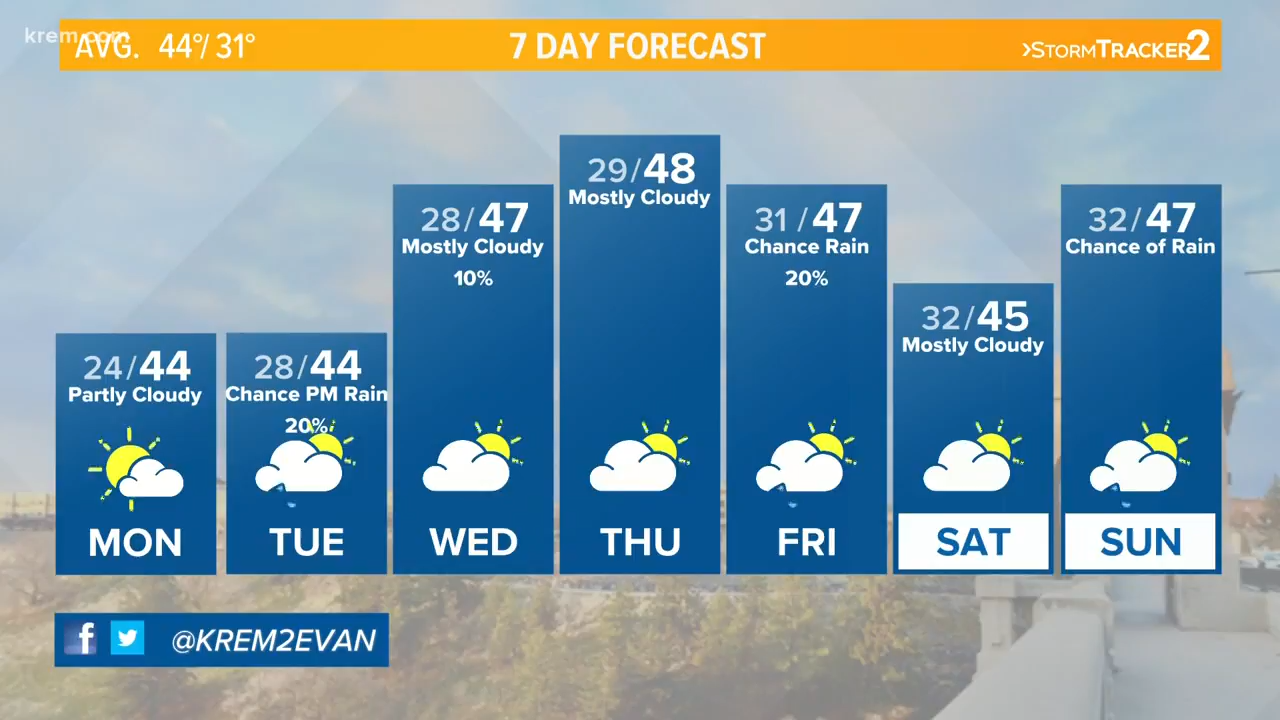 krem.com
AVG. 44°/31°
7 DAY FORECAST
STORMTRACKER2
24/44
Partly Cloudy
MON
28/44
Chance PM Rain
20%
TUE
28/47
Mostly Cloudy
10%
WED
29/48
Mostly Cloudy
THU
31/47
Chance Rain
20%
FRI
32/45
Mostly Cloudy
SAT
32/47
Chance of Rain
SUN
@KREM2EVAN